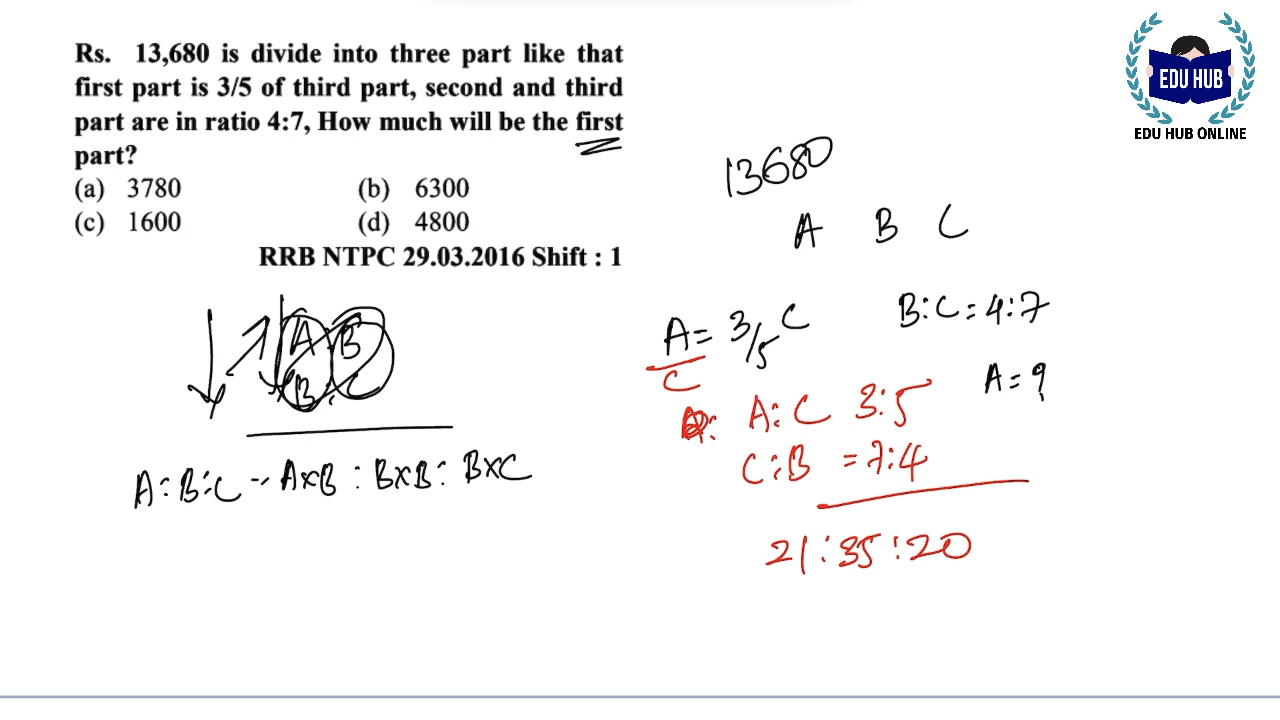 Rs. 13,680 is divide into three part like that
first part is 3/5 of third part, second and third
part are in ratio 4:7, How much will be the first
part?
(a) 3780 (b) 6300
(c) 1600 (d) 4800
RRB NTPC 29.03.2016 Shift : 1
EDU HUB
EDU HUB ONLINE
13680
A B C
A = 3/5 C B:C = 4:7
C
A = ?
A:C 3:5
C:B = 7:4
21:35:20
A:B
B:C
A:B:C -- A×B : B×B : B×C